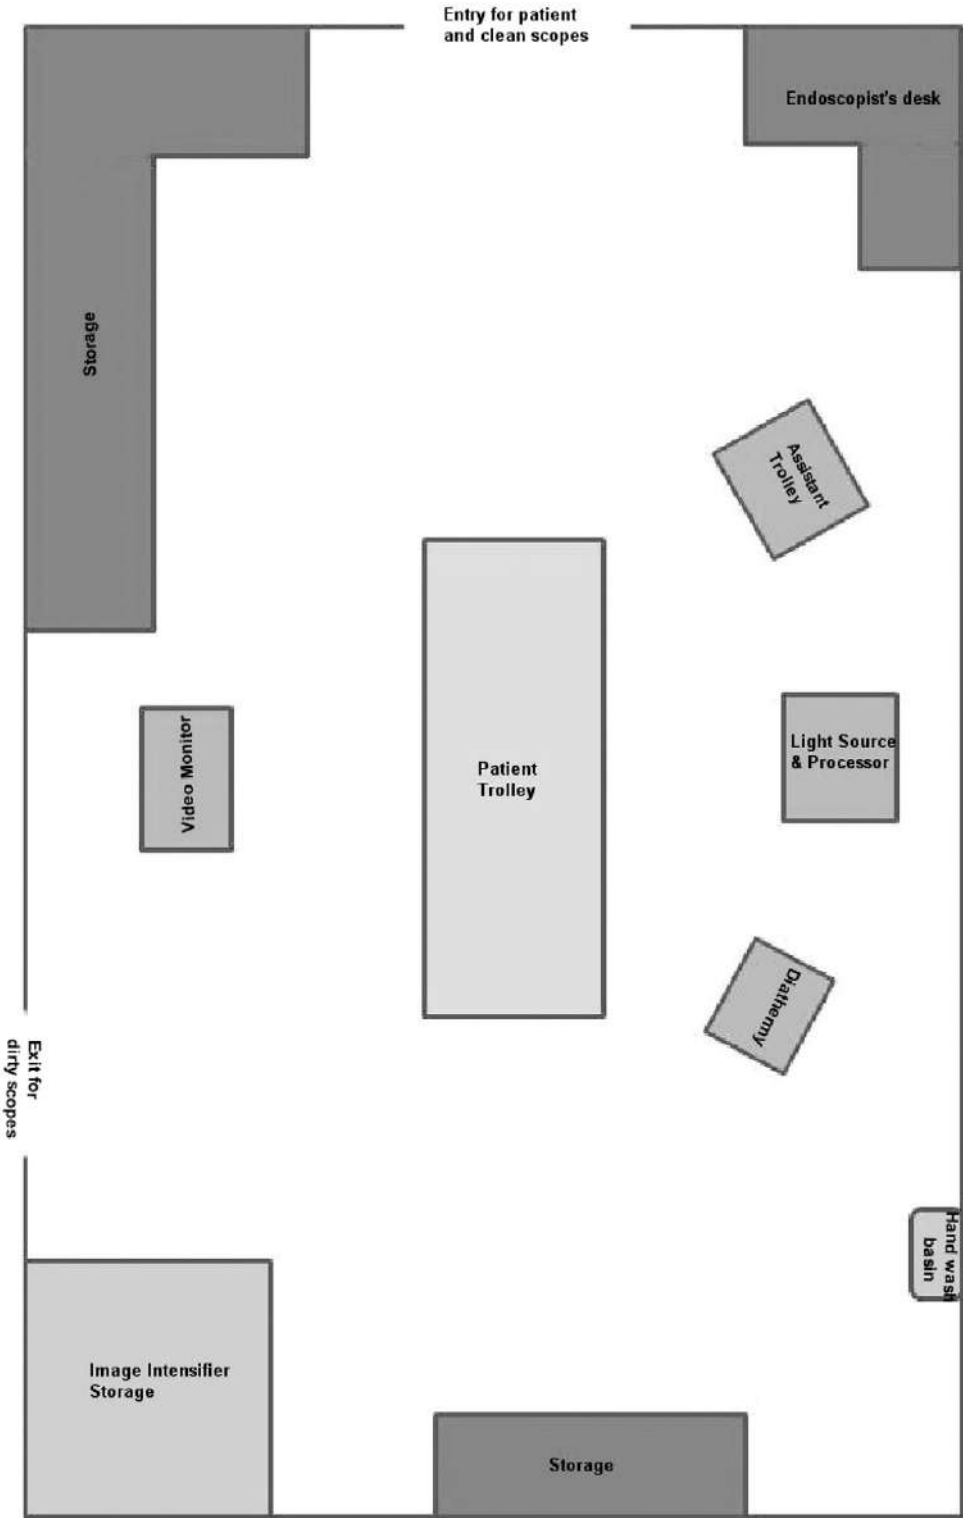 Entry for patient
and clean scopes
Endoscopist's desk
Storage
Assistant
Trolley
Light Source
& Processor
Video Monitor
Patient
Trolley
Diathermy
Exit for
dirty scopes
Hand wash
basin
Image Intensifier
Storage
Storage